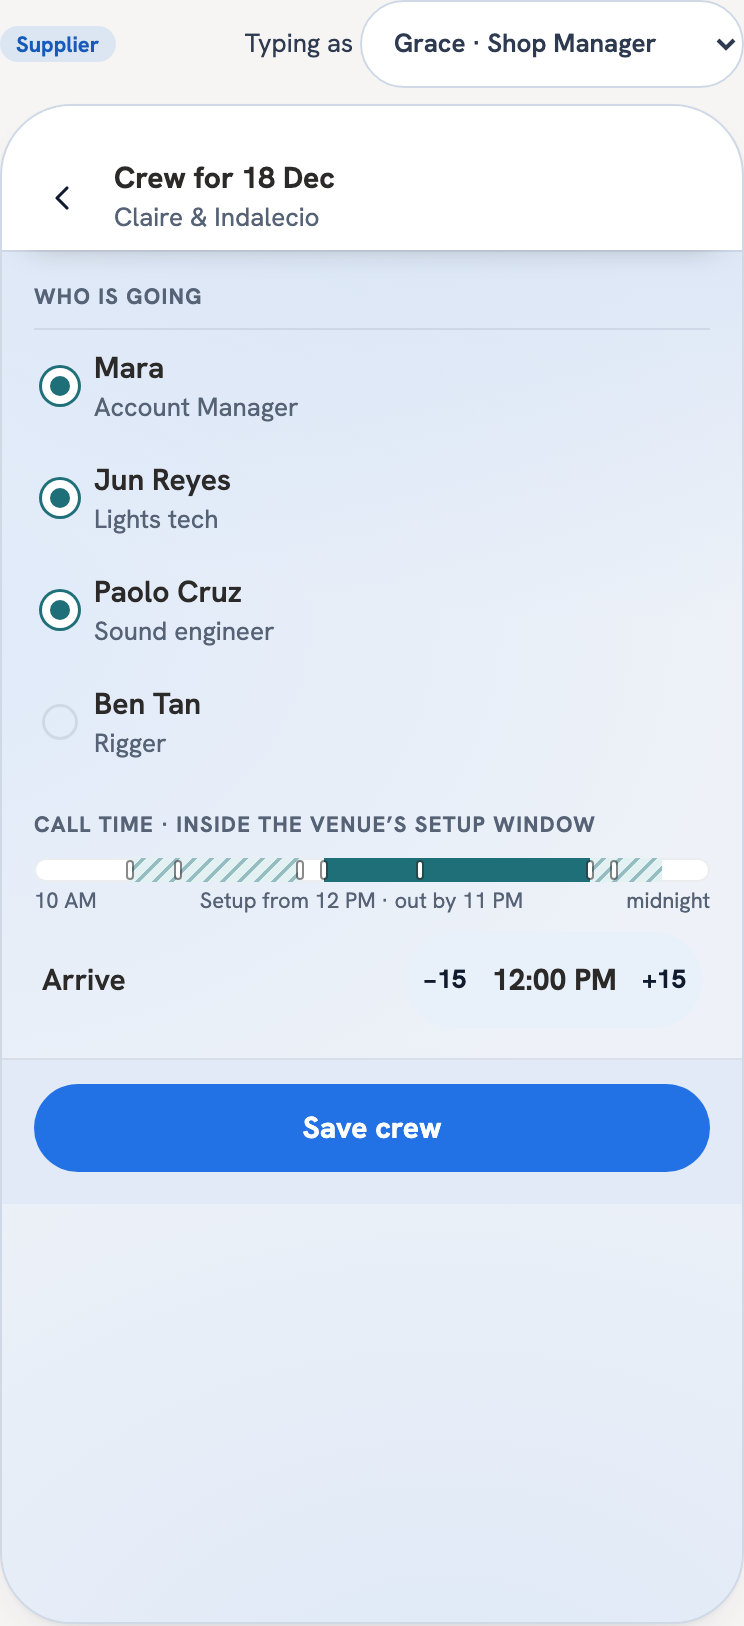 Supplier
Typing as
Grace · Shop Manager
Crew for 18 Dec
Claire & Indalecio
WHO IS GOING
Mara
Account Manager
Jun Reyes
Lights tech
Paolo Cruz
Sound engineer
Ben Tan
Rigger
CALL TIME · INSIDE THE VENUE’S SETUP WINDOW
10 AM
Setup from 12 PM · out by 11 PM
midnight
Arrive
−15
12:00 PM
+15
Save crew